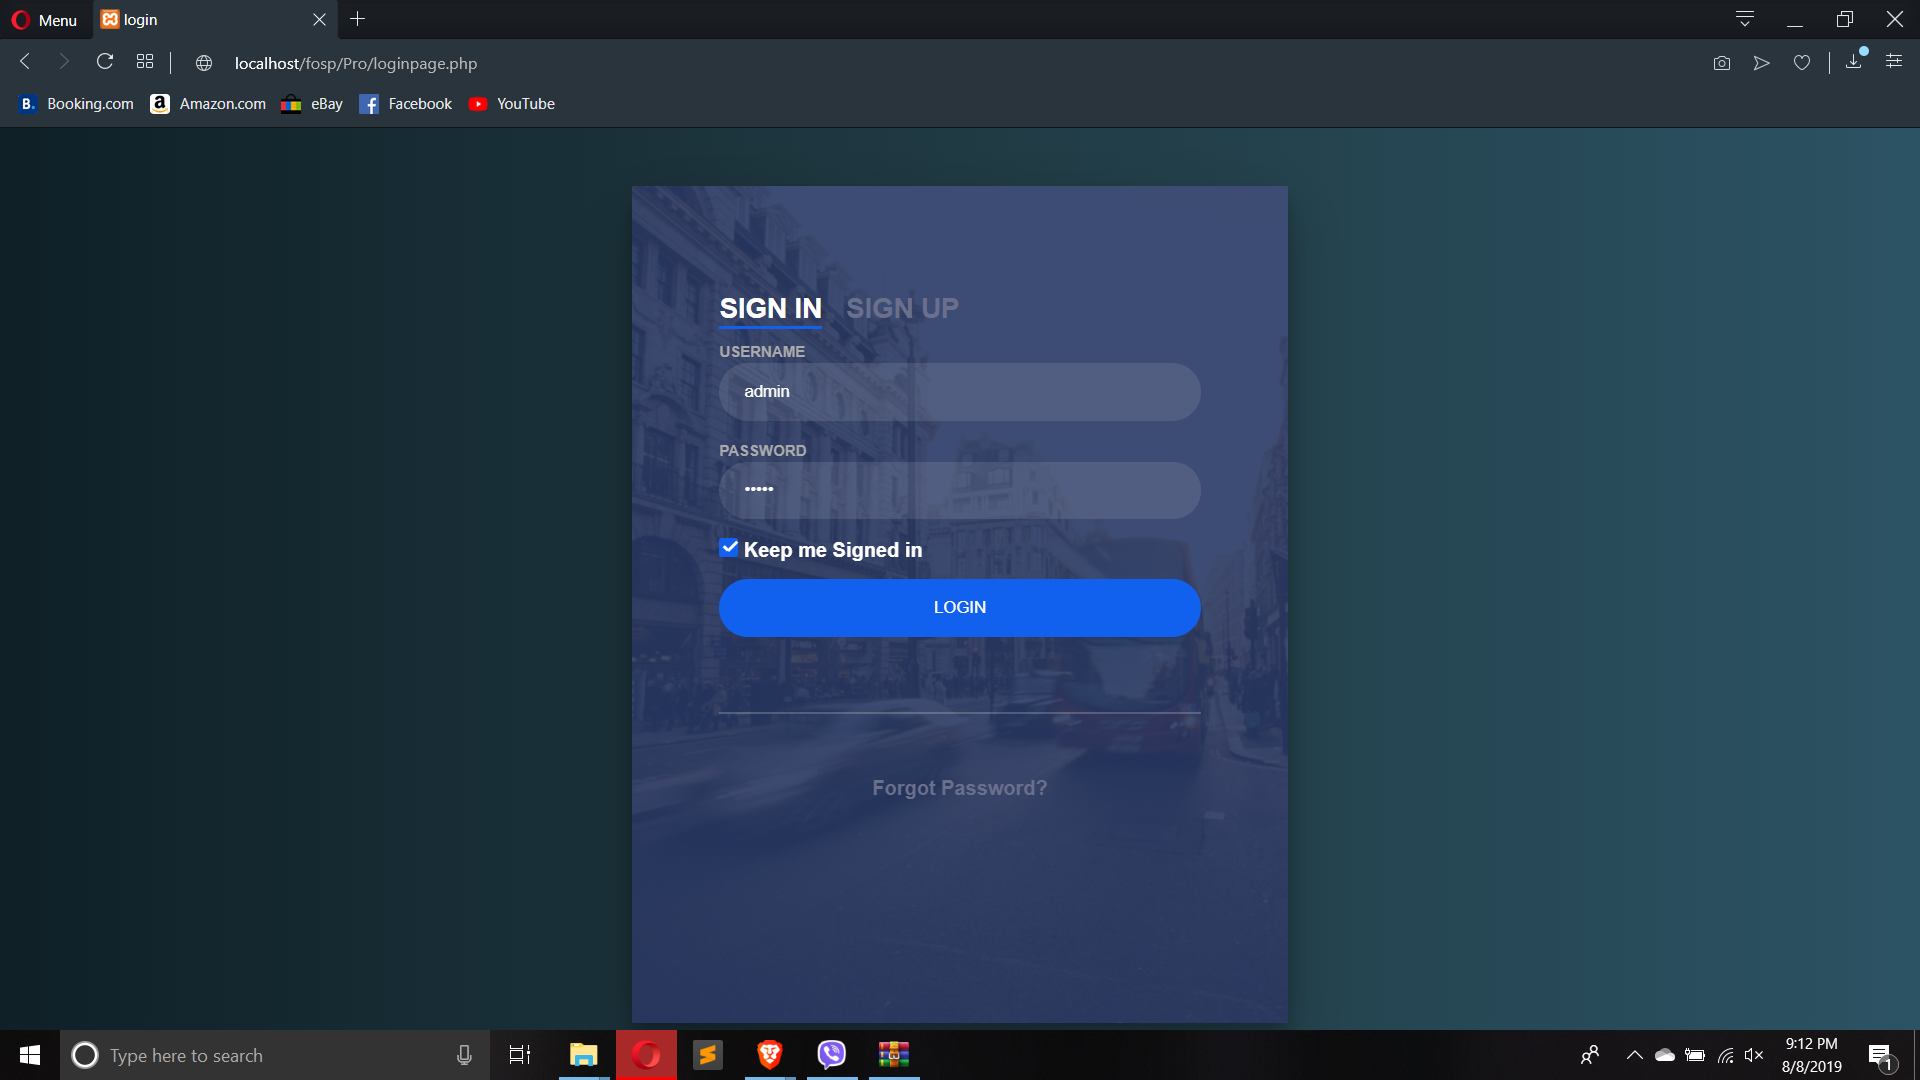 Menu
login
localhost/fosp/Pro/loginpage.php
B. Booking.com
a Amazon.com
eBay
Facebook
YouTube
SIGN IN SIGN UP
USERNAME
admin
PASSWORD
•••••
Keep me Signed in
LOGIN
Forgot Password?
Type here to search
9:12 PM
8/8/2019
1